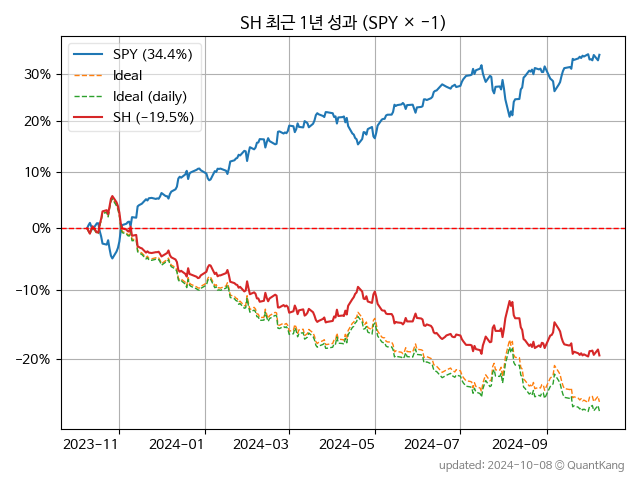 SH 최근 1년 성과 (SPY × −1)
SPY (34.4%)
Ideal
Ideal (daily)
SH (−19.5%)
30%
20%
10%
0%
−10%
−20%
2023-11
2024-01
2024-03
2024-05
2024-07
2024-09
updated: 2024-10-08 © QuantKang